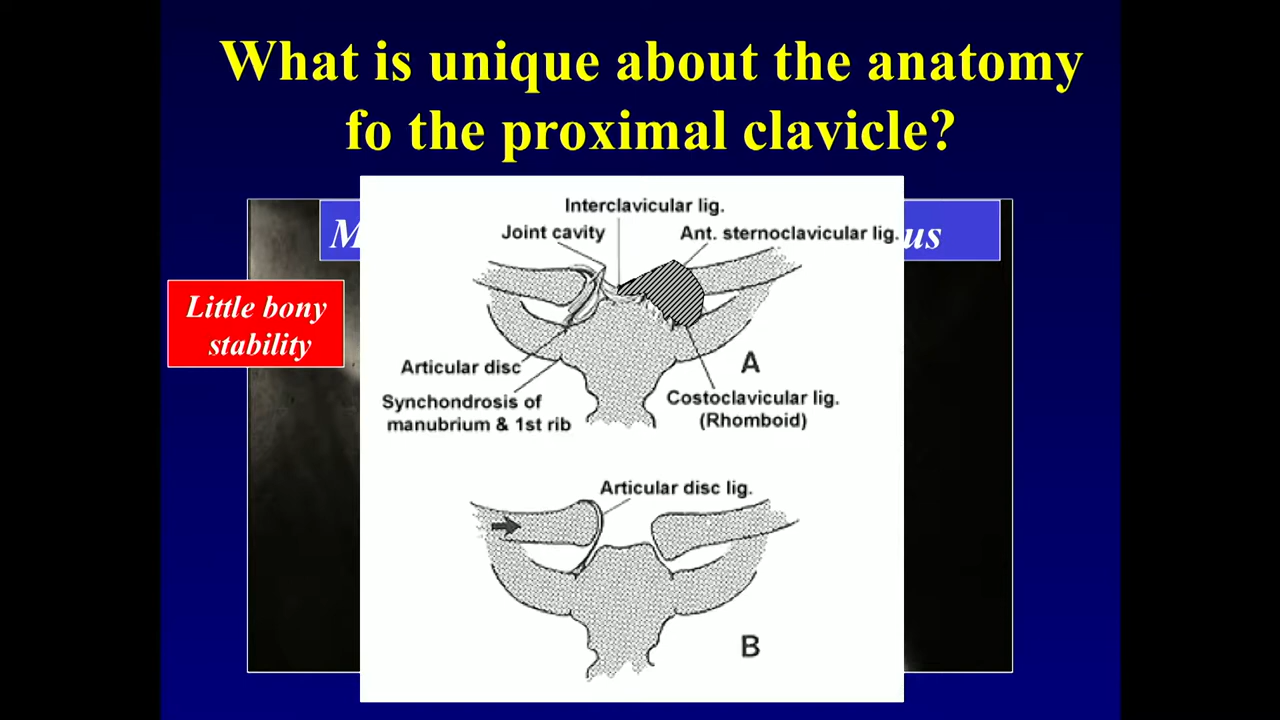 What is unique about the anatomy
fo the proximal clavicle?
Interclavicular lig.
Joint cavity
Ant. sternoclavicular lig.
Little bony
stability
Articular disc
A
Synchondrosis of
manubrium & 1st rib
Costoclavicular lig.
(Rhomboid)
Articular disc lig.
B